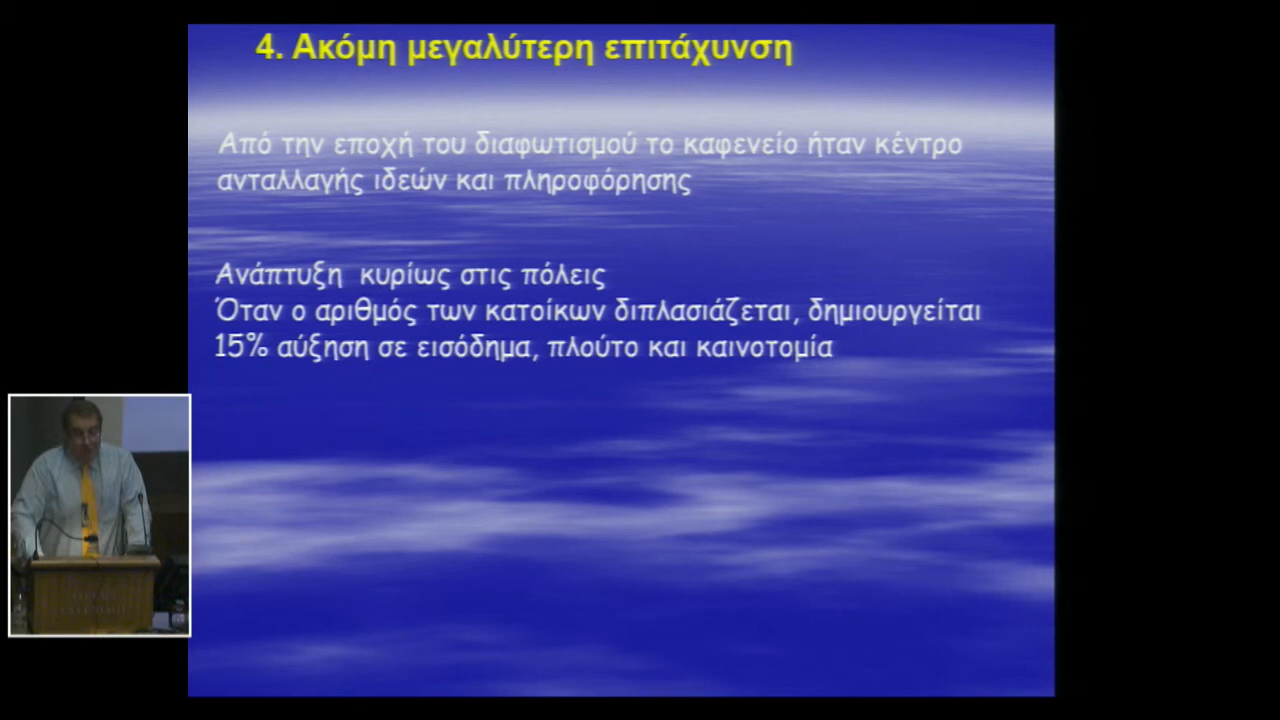 4. Ακόμη μεγαλύτερη επιτάχυνση
Από την εποχή του διαφωτισμού το καφενείο ήταν κέντρο
ανταλλαγής ιδεών και πληροφόρησης
Ανάπτυξη κυρίως στις πόλεις
Όταν ο αριθμός των κατοίκων διπλασιάζεται, δημιουργείται
15% αύξηση σε εισόδημα, πλούτο και καινοτομία